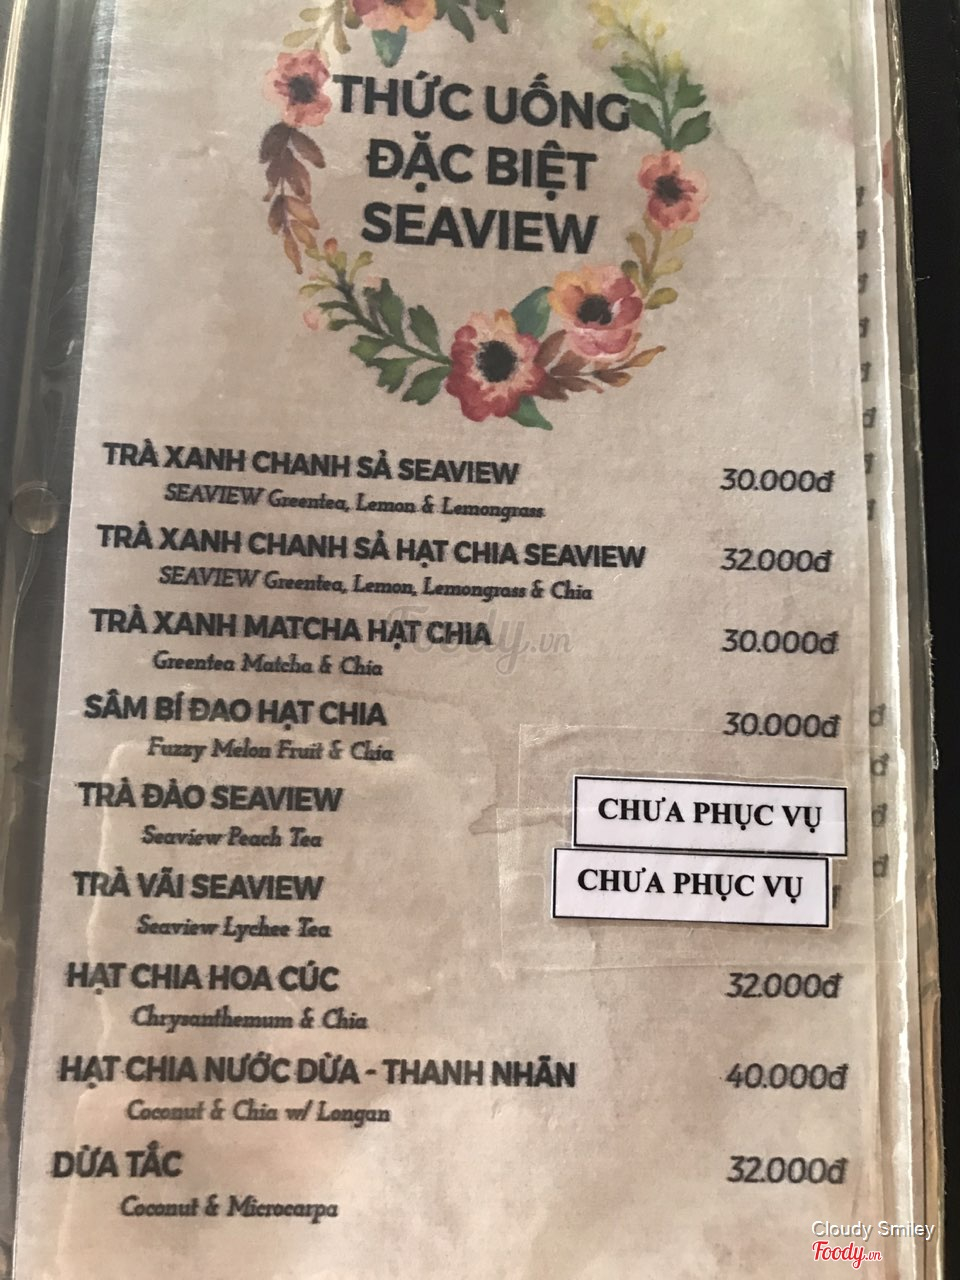 THỨC UỐNG
ĐẶC BIỆT
SEAVIEW
TRÀ XANH CHANH SẢ SEAVIEW 30.000đ
SEAVIEW Greentea, Lemon & Lemongrass
TRÀ XANH CHANH SẢ HẠT CHIA SEAVIEW 32.000đ
SEAVIEW Greentea, Lemon, Lemongrass & Chia
TRÀ XANH MATCHA HẠT CHIA 30.000đ
Greentea Matcha & Chia
Foody.vn
SÂM BÍ ĐAO HẠT CHIA 30.000đ
Fuzzy Melon Fruit & Chia
TRÀ ĐÀO SEAVIEW CHƯA PHỤC VỤ
Seaview Peach Tea
TRÀ VÃI SEAVIEW CHƯA PHỤC VỤ
Seaview Lychee Tea
HẠT CHIA HOA CÚC 32.000đ
Chrysanthemum & Chia
HẠT CHIA NƯỚC DỪA - THANH NHÃN 40.000đ
Coconut & Chia w/ Longan
DỪA TẮC 32.000đ
Coconut & Microcarpa
Cloudy Smiley
Foody.vn